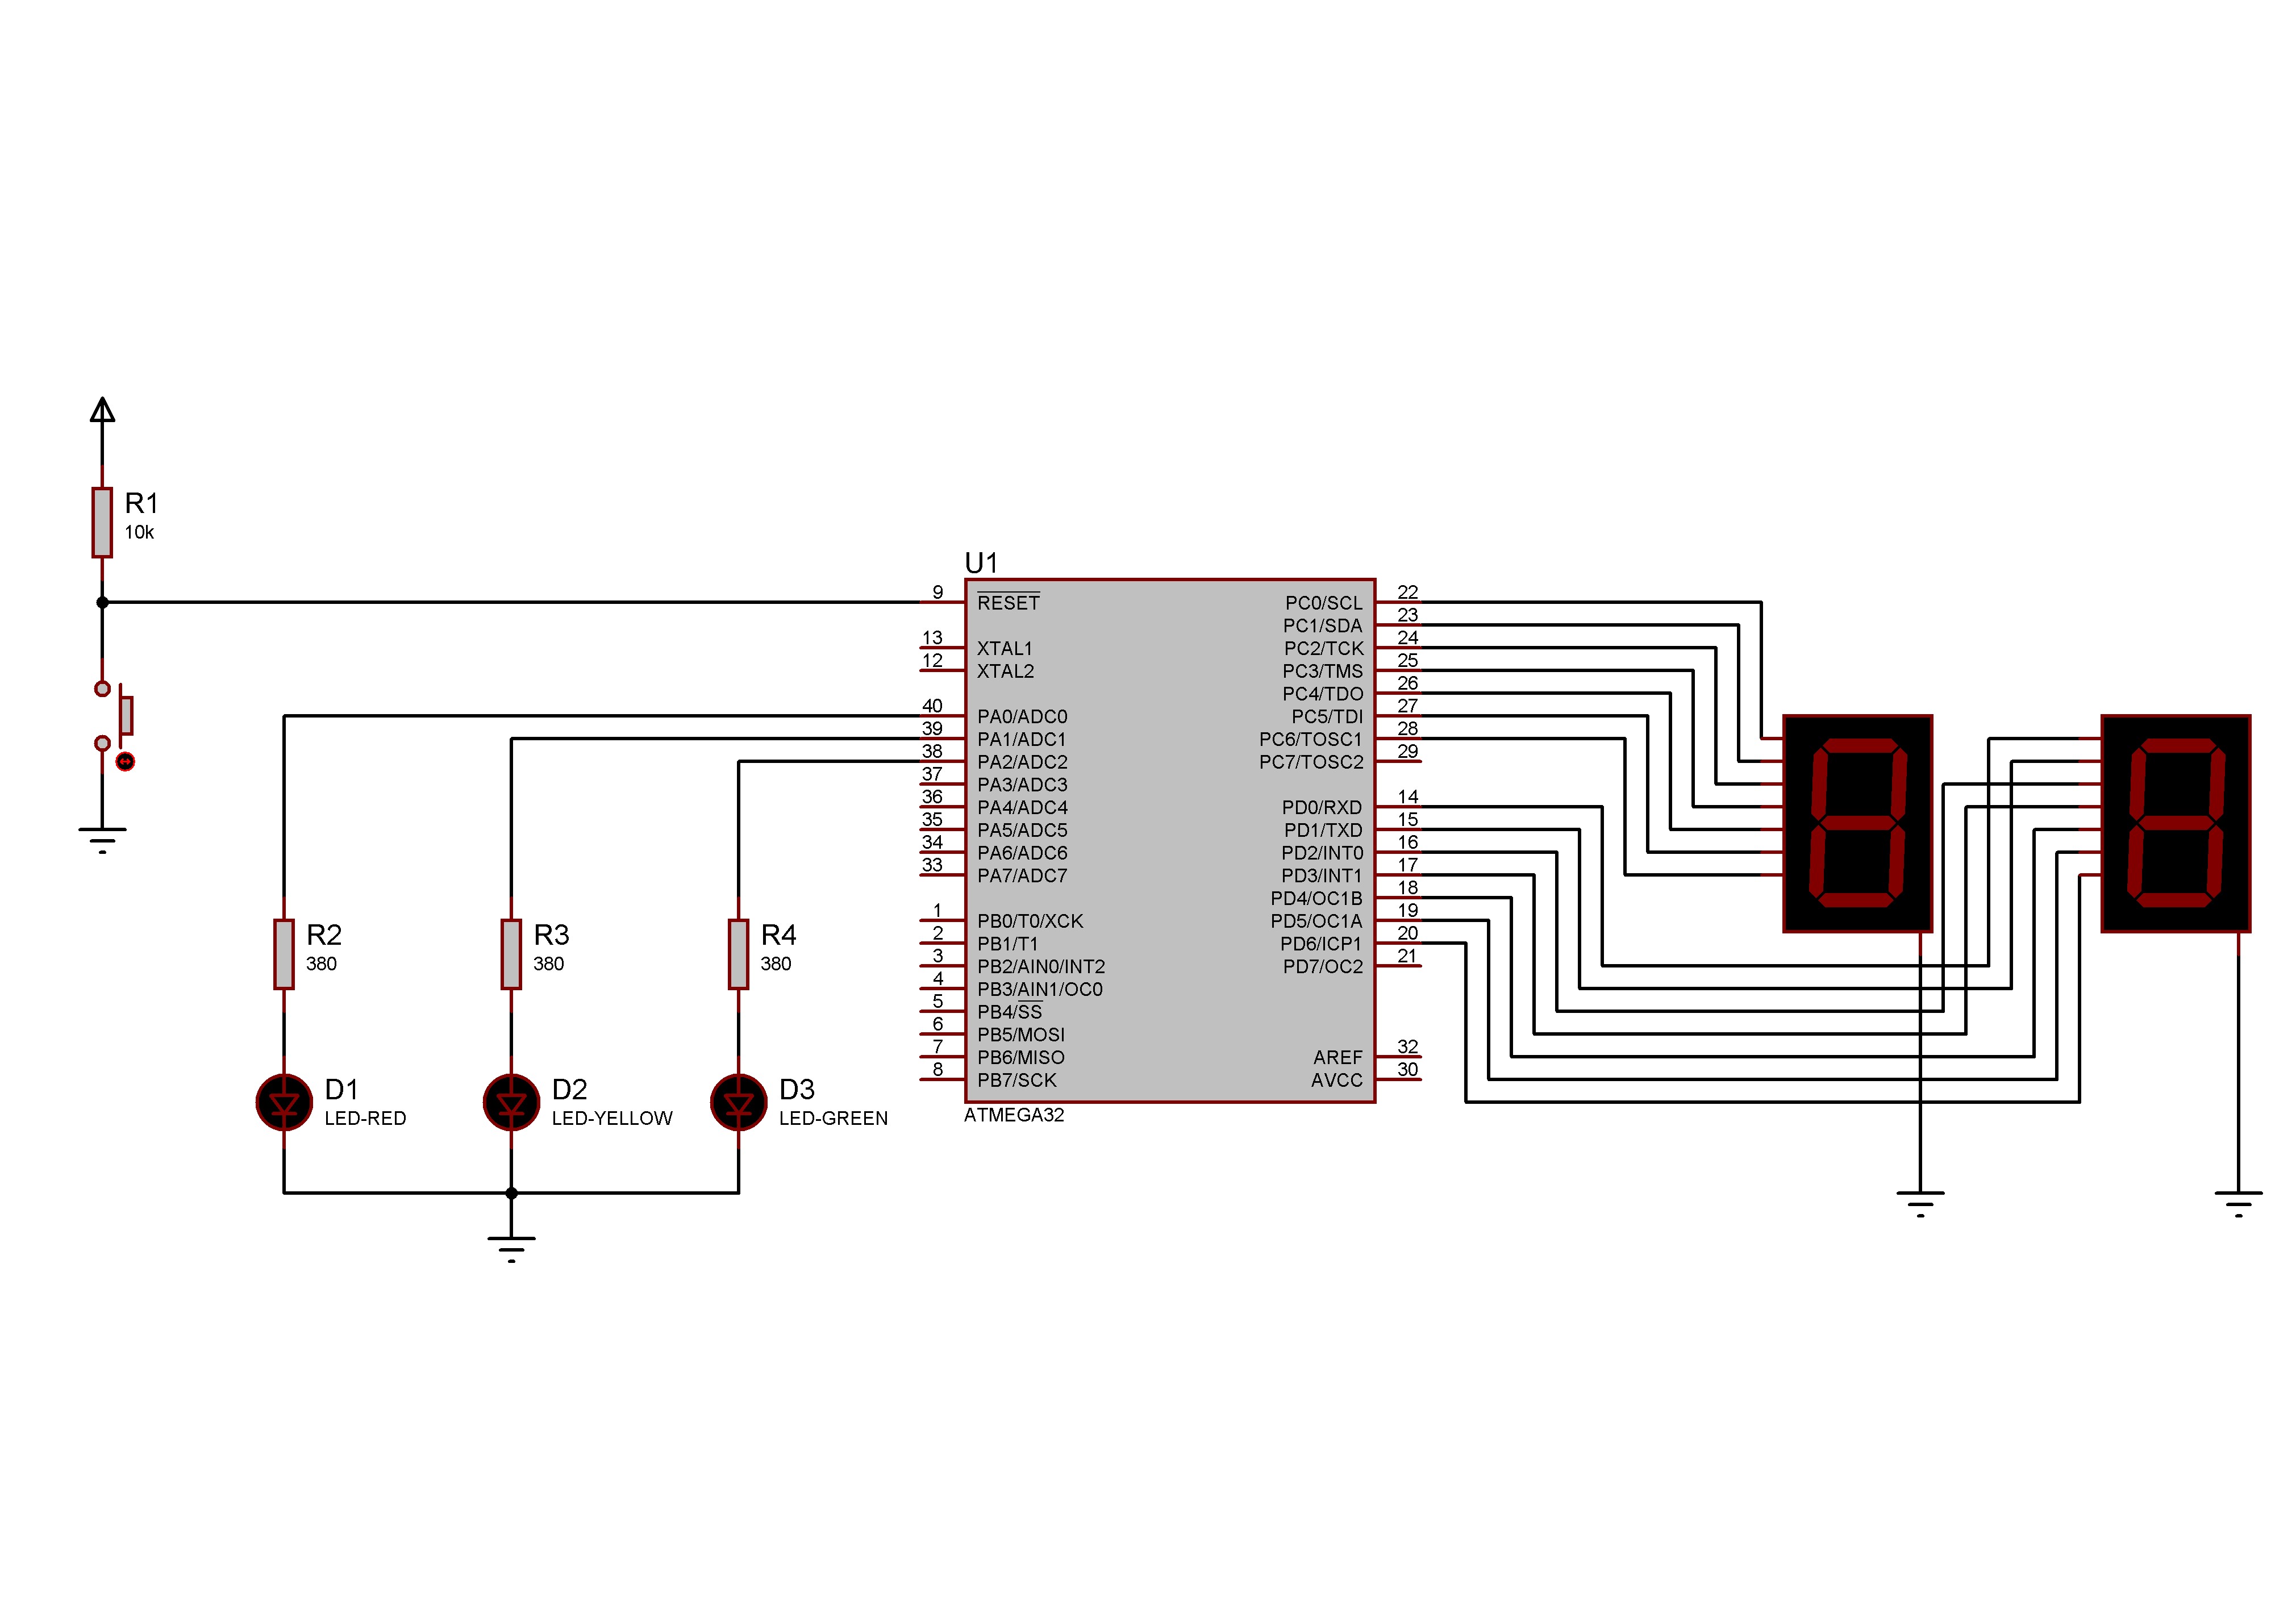 R1
10k
U1
9
RESET
13
XTAL1
12
XTAL2
40
PA0/ADC0
39
PA1/ADC1
38
PA2/ADC2
37
PA3/ADC3
36
PA4/ADC4
35
PA5/ADC5
34
PA6/ADC6
33
PA7/ADC7
1
PB0/T0/XCK
2
PB1/T1
3
PB2/AIN0/INT2
4
PB3/AIN1/OC0
5
PB4/SS
6
PB5/MOSI
7
PB6/MISO
8
PB7/SCK
22
PC0/SCL
23
PC1/SDA
24
PC2/TCK
25
PC3/TMS
26
PC4/TDO
27
PC5/TDI
28
PC6/TOSC1
29
PC7/TOSC2
14
PD0/RXD
15
PD1/TXD
16
PD2/INT0
17
PD3/INT1
18
PD4/OC1B
19
PD5/OC1A
20
PD6/ICP1
21
PD7/OC2
32
AREF
30
AVCC
ATMEGA32
R2
380
R3
380
R4
380
D1
LED-RED
D2
LED-YELLOW
D3
LED-GREEN